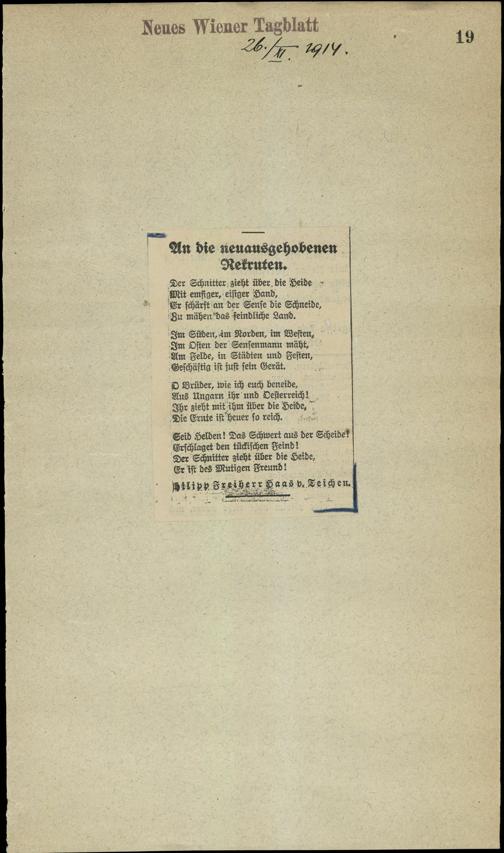 Neues Wiener Tagblatt
26./XI. 1914.
19
An die neuausgehobenen
Rekruten.
Der Schnitter zieht über die Heide
Mit emsiger, eisiger Hand,
Er schärft an der Sense die Schneide,
Zu mähen das feindliche Land.
Im Süden, im Norden, im Westen,
Im Osten der Sensenmann mäht,
Am Felde, in Städten und Festen,
Geschäftig ist just sein Gerät.
O Brüder, wie ich euch beneide,
Aus Ungarn ihr und Oesterreich!
Ihr zieht mit ihm über die Heide,
Die Ernte ist heuer so reich.
Seid Helden! Das Schwert aus der Scheide!
Erschlaget den tückischen Feind!
Der Schnitter zieht über die Heide,
Er ist des Mutigen Freund!
Philipp Freiherr Haas v. Teichen.